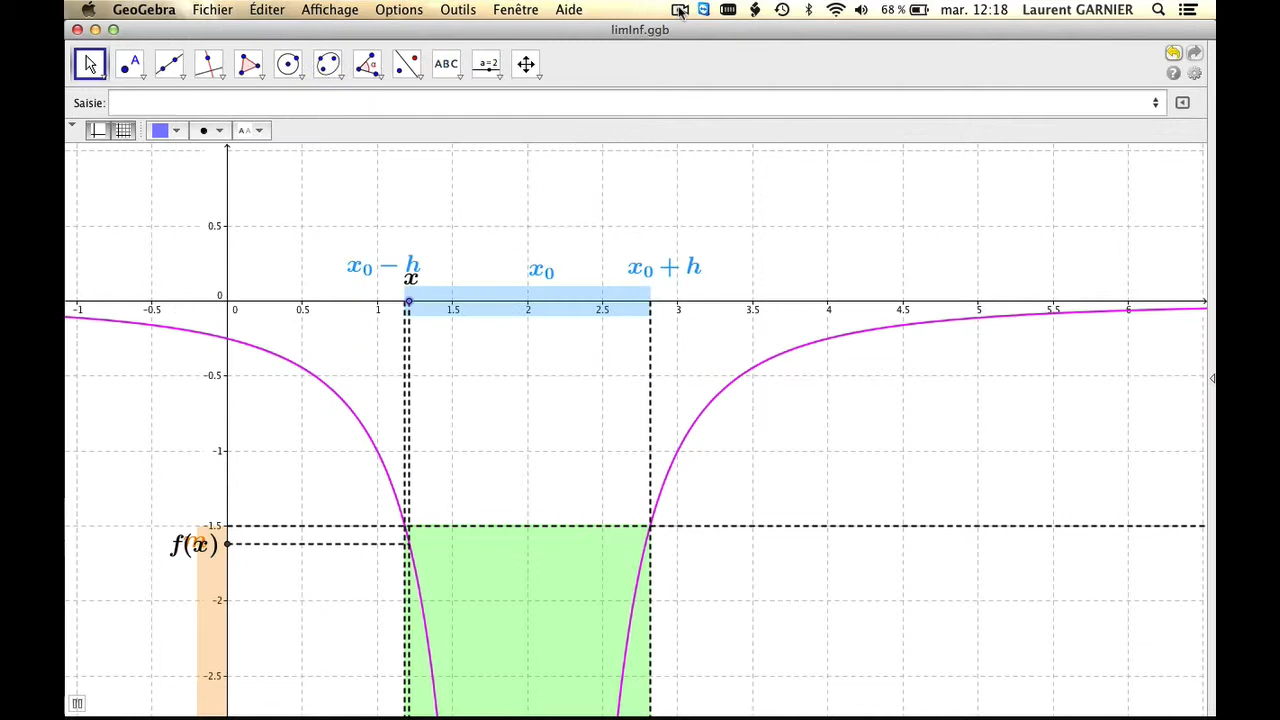 GeoGebra Fichier Éditer Affichage Options Outils Fenêtre Aide 68 % mar. 12:18 Laurent GARNIER
limInf.ggb
A ABC a=2
Saisie:
A A
0.5
x₀ − h x₀ x₀ + h
x
0
-1 -0.5 0 0.5 1 1.5 2 2.5 3 3.5 4 4.5 5 5.5 6
-0.5
-1
-1.5
m
f(x)
-2
-2.5